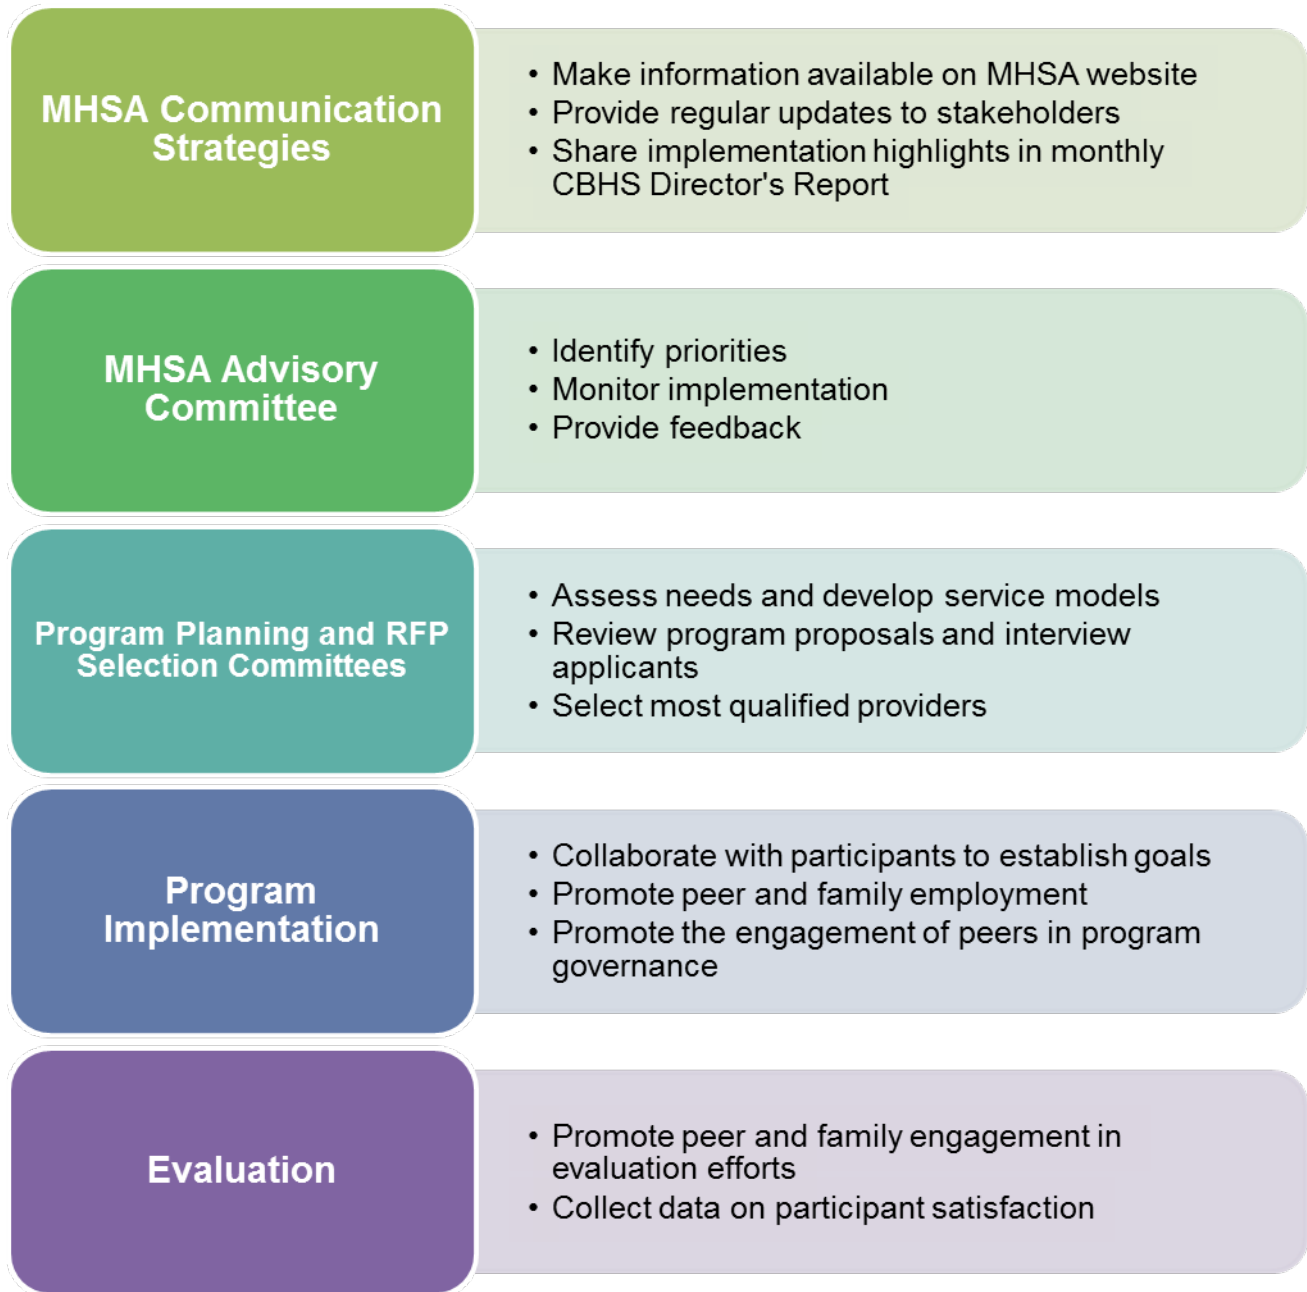 MHSA Communication
Strategies
• Make information available on MHSA website
• Provide regular updates to stakeholders
• Share implementation highlights in monthly
CBHS Director's Report
MHSA Advisory
Committee
• Identify priorities
• Monitor implementation
• Provide feedback
Program Planning and RFP
Selection Committees
• Assess needs and develop service models
• Review program proposals and interview
applicants
• Select most qualified providers
Program
Implementation
• Collaborate with participants to establish goals
• Promote peer and family employment
• Promote the engagement of peers in program
governance
Evaluation
• Promote peer and family engagement in
evaluation efforts
• Collect data on participant satisfaction